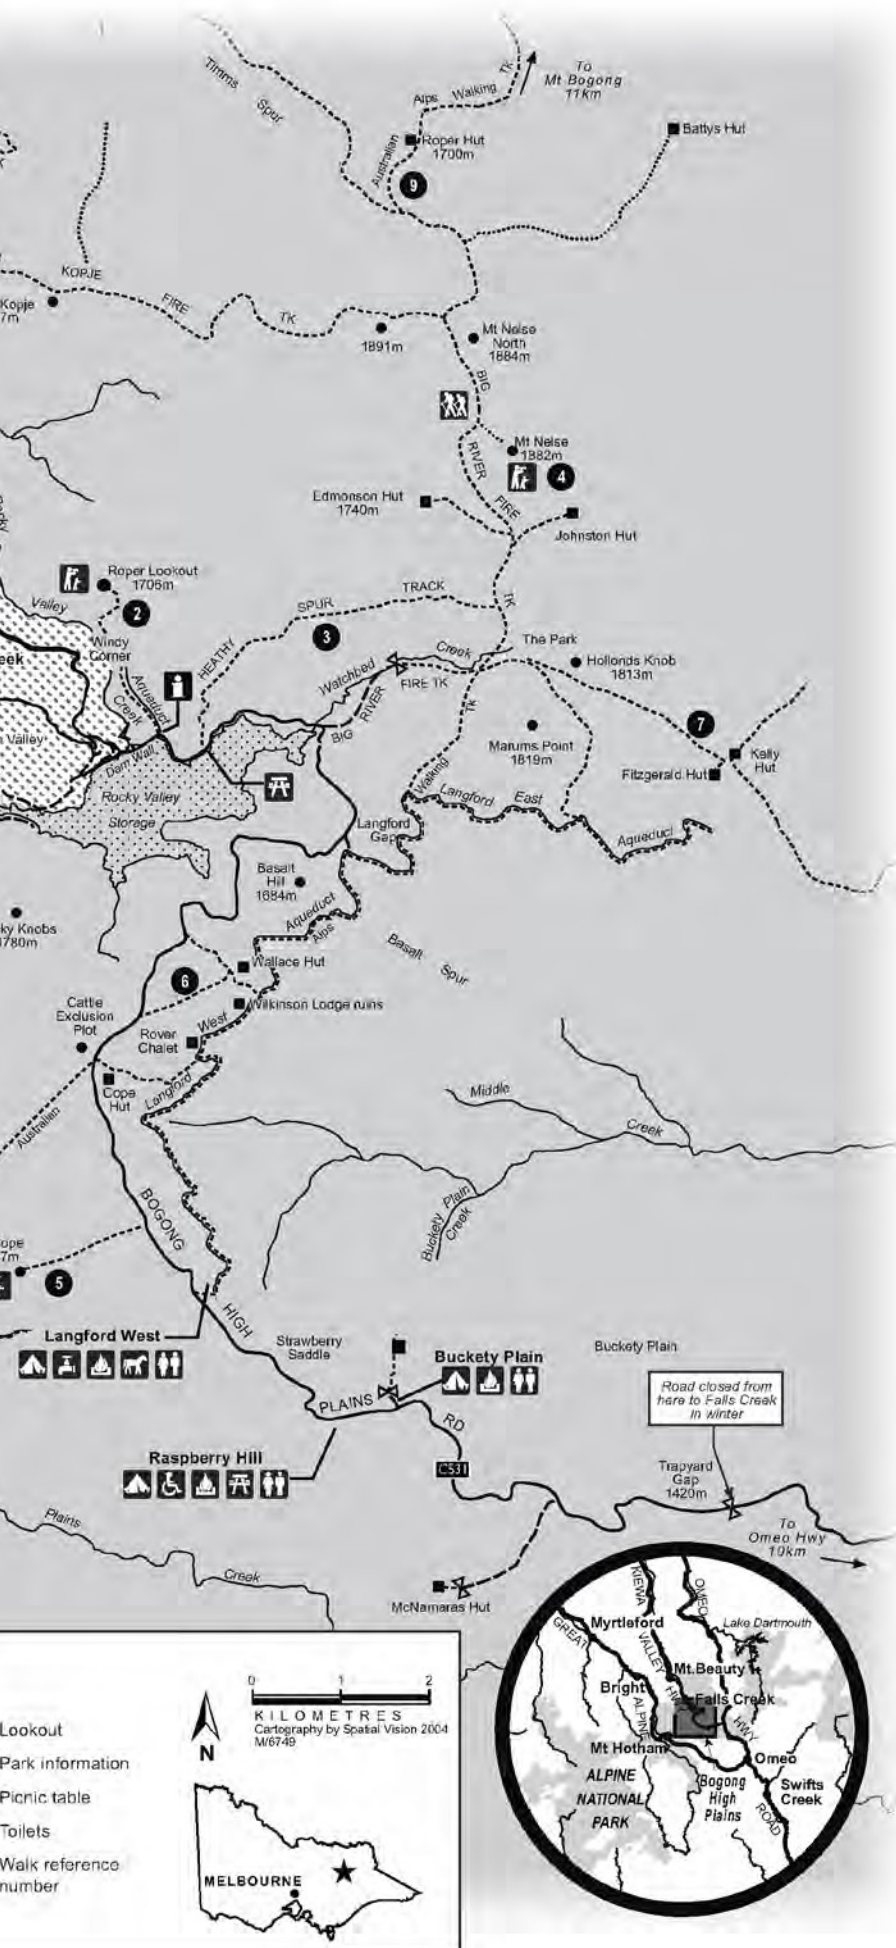 Timms
Spur
To
Mt Bogong
11km
Australian
Alps
Walking
Tk
Roper Hut
1700m
9
Battys Hut
KOPJE
FIRE
TK
Kopje
7m
1891m
Mt Nelse
North
1884m
BIG
RIVER
FIRE
TK
Mt Nelse
1882m
4
Edmonson Hut
1740m
Johnston Hut
Roper Lookout
1706m
2
Valley
Windy
Corner
Aqueduct
Creek
HEATHY
SPUR
TRACK
3
Watchbed
Creek
The Park
Hollonds Knob
1813m
BIG
RIVER
FIRE TK
Tk
Walking
Marums Point
1819m
7
Kelly
Hut
Fitzgerald Hut
eek
Valley
Dam Wall
Rocky Valley
Storage
Langford
Gap
Langford
East
Aqueduct
Basalt
Hill
1684m
Aqueduct
Alps
Basalt
Spur
ky Knobs
1780m
Wallace Hut
6
Wilkinson Lodge ruins
Cattle
Exclusion
Plot
Rover
Chalet
West
Langford
Cope
Hut
Australian
Middle
Creek
Buckety Plain
Creek
BOGONG
HIGH
PLAINS
RD
ope
7m
5
Langford West
Strawberry
Saddle
Buckety Plain
Buckety Plain
Road closed from
here to Falls Creek
in winter
Raspberry Hill
C531
Trapyard
Gap
1420m
To
Omeo Hwy
19km
Plains
Creek
McNamaras Hut
Lookout
Park information
Picnic table
Toilets
Walk reference
number
0 1 2
KILOMETRES
Cartography by Spatial Vision 2004
M/6749
N
MELBOURNE
KIEWA
VALLEY
HWY
OMEO
HWY
GREAT
ALPINE
ROAD
Myrtleford
Lake Dartmouth
Mt.Beauty
Bright
Falls Creek
Mt Hotham
Omeo
ALPINE
NATIONAL
PARK
Bogong
High
Plains
Swifts
Creek